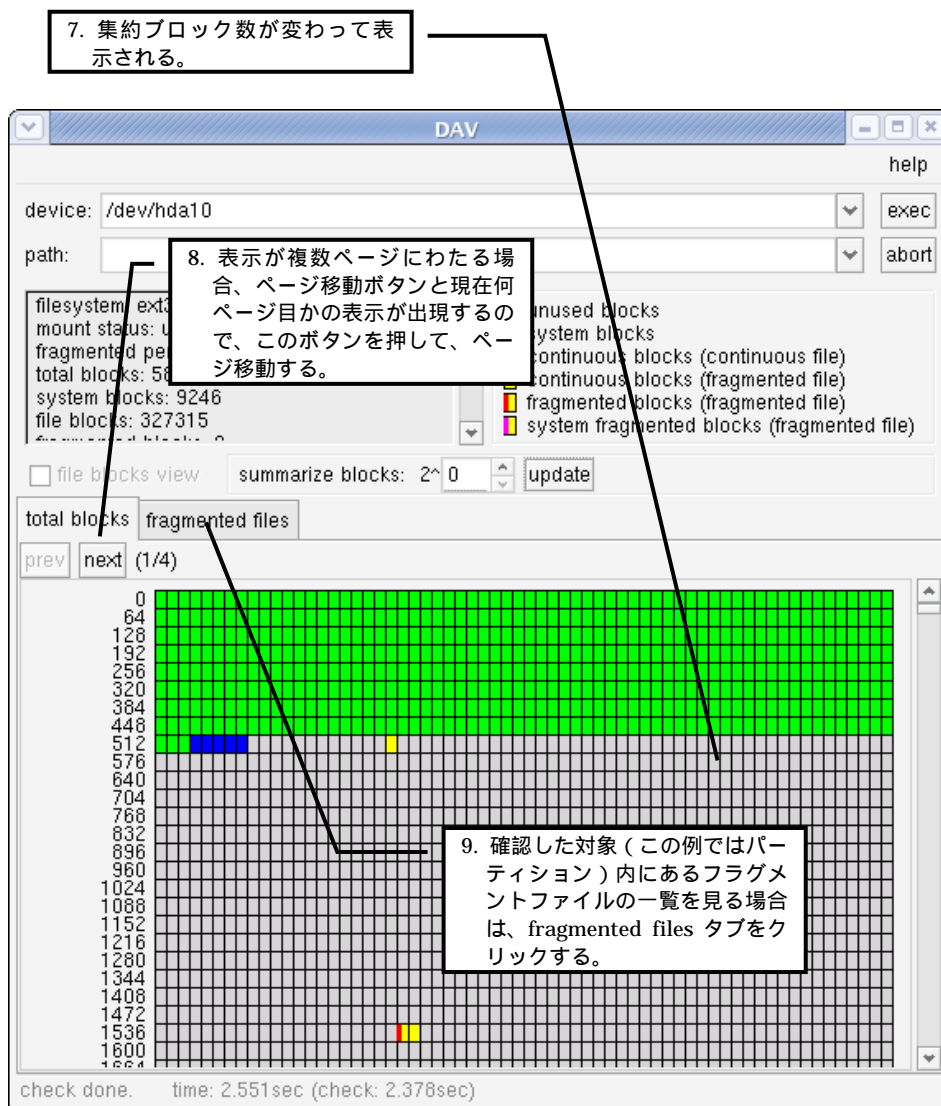 7. 集約ブロック数が変わって表
示される。
DAV
help
device: /dev/hda10
exec
path:
abort
8. 表示が複数ページにわたる場
合、ページ移動ボタンと現在何
ページ目かの表示が出現するの
で、このボタンを押して、ペー
ジ移動する。
filesystem: ext3
mount status:
fragmented
total blocks:
system blocks: 9246
file blocks: 327315
unused blocks
system blocks
continuous blocks (continuous file)
continuous blocks (fragmented file)
fragmented blocks (fragmented file)
system fragmented blocks (fragmented file)
file blocks view
summarize blocks: 2^ 0
update
total blocks
fragmented files
prev next (1/4)
0
64
128
192
256
320
384
448
512
576
640
704
768
832
896
960
1024
1088
1152
1216
1280
1344
1408
1472
1536
1600
1664
9. 確認した対象(この例ではパー
ティション)内にあるフラグメ
ントファイルの一覧を見る場合
は、fragmented files タブをク
リックする。
check done. time: 2.551sec (check: 2.378sec)